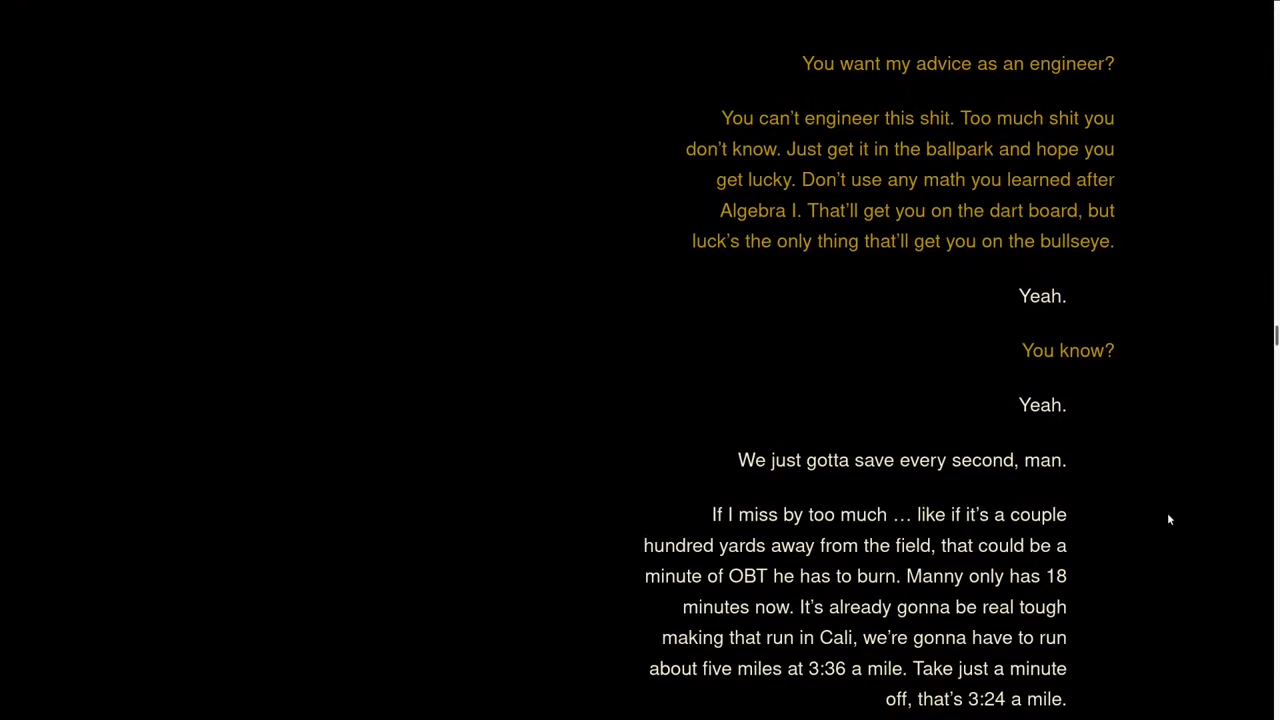 You want my advice as an engineer?
You can’t engineer this shit. Too much shit you
don’t know. Just get it in the ballpark and hope you
get lucky. Don’t use any math you learned after
Algebra I. That’ll get you on the dart board, but
luck’s the only thing that’ll get you on the bullseye.
Yeah.
You know?
Yeah.
We just gotta save every second, man.
If I miss by too much … like if it’s a couple
hundred yards away from the field, that could be a
minute of OBT he has to burn. Manny only has 18
minutes now. It’s already gonna be real tough
making that run in Cali, we’re gonna have to run
about five miles at 3:36 a mile. Take just a minute
off, that’s 3:24 a mile.